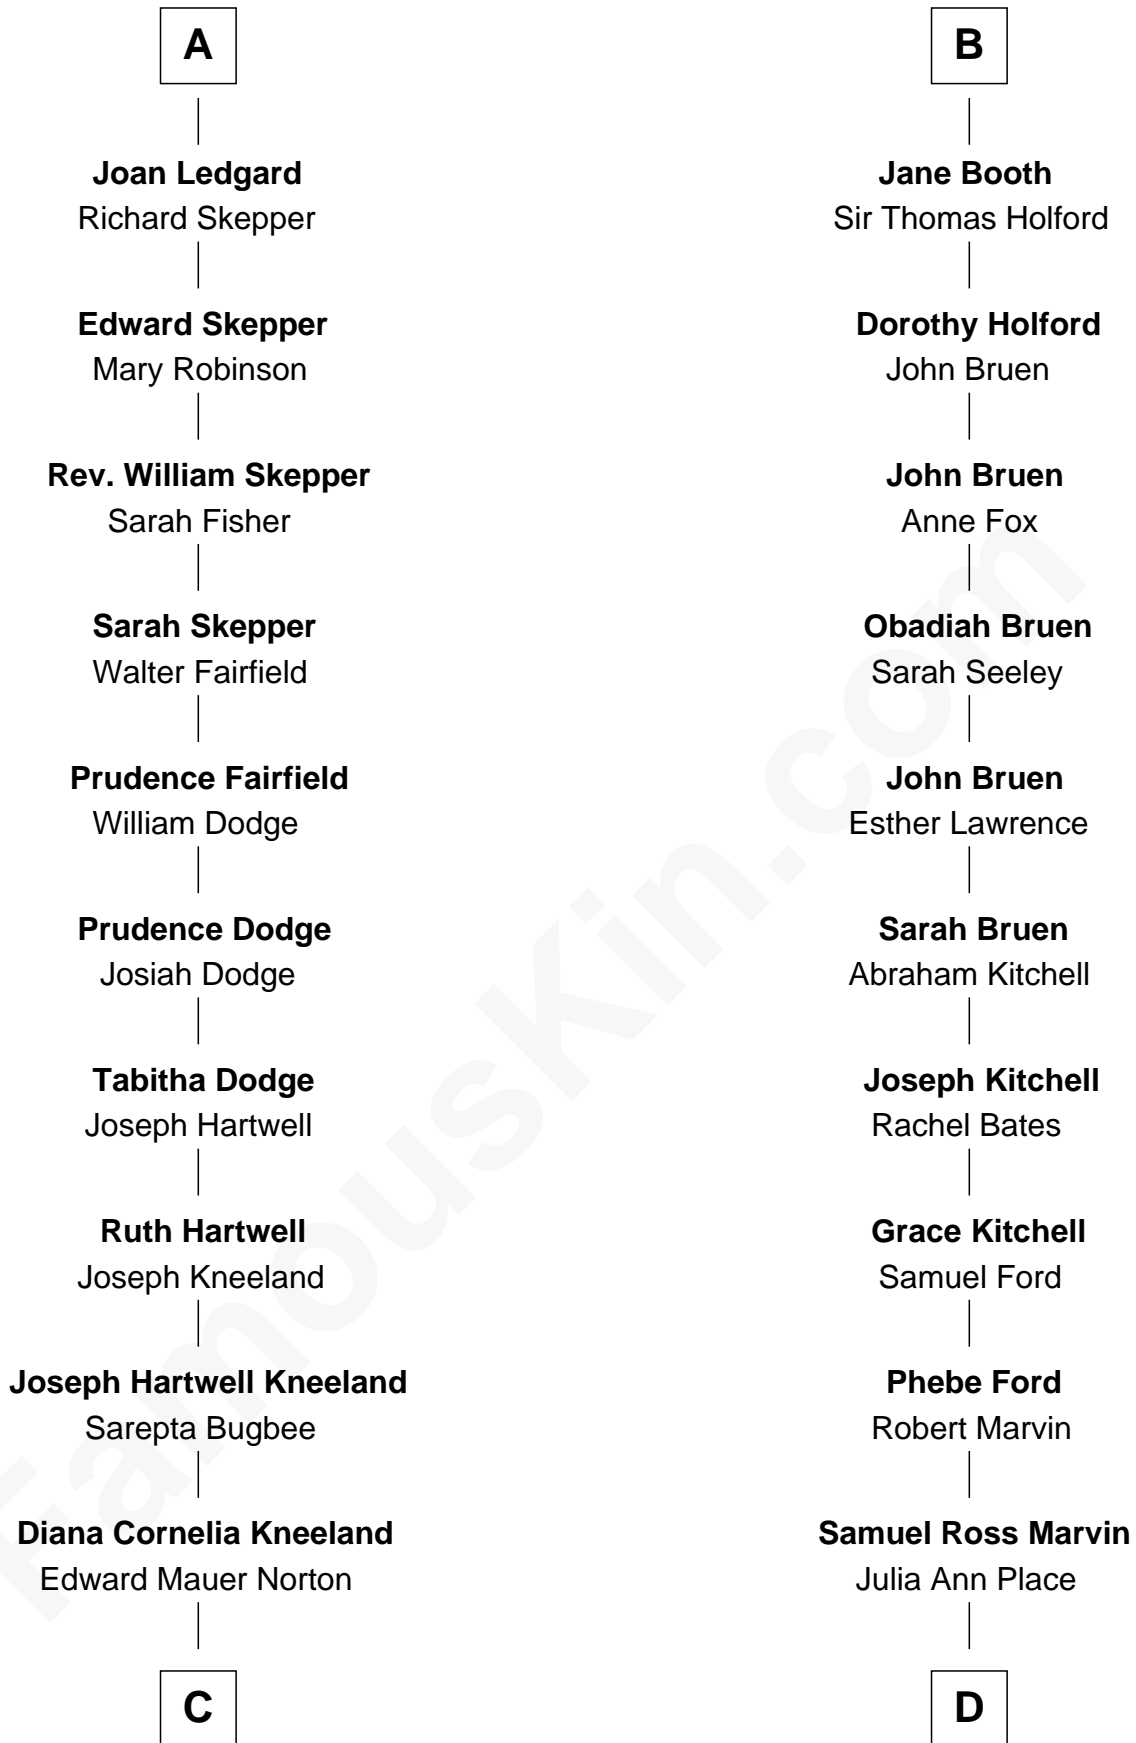 A
Joan Ledgard
Richard Skepper
Edward Skepper
Mary Robinson
Rev. William Skepper
Sarah Fisher
Sarah Skepper
Walter Fairfield
Prudence Fairfield
William Dodge
Prudence Dodge
Josiah Dodge
Tabitha Dodge
Joseph Hartwell
Ruth Hartwell
Joseph Kneeland
Joseph Hartwell Kneeland
Sarepta Bugbee
Diana Cornelia Kneeland
Edward Mauer Norton
C
B
Jane Booth
Sir Thomas Holford
Dorothy Holford
John Bruen
John Bruen
Anne Fox
Obadiah Bruen
Sarah Seeley
John Bruen
Esther Lawrence
Sarah Bruen
Abraham Kitchell
Joseph Kitchell
Rachel Bates
Grace Kitchell
Samuel Ford
Phebe Ford
Robert Marvin
Samuel Ross Marvin
Julia Ann Place
D
FamousKin.com